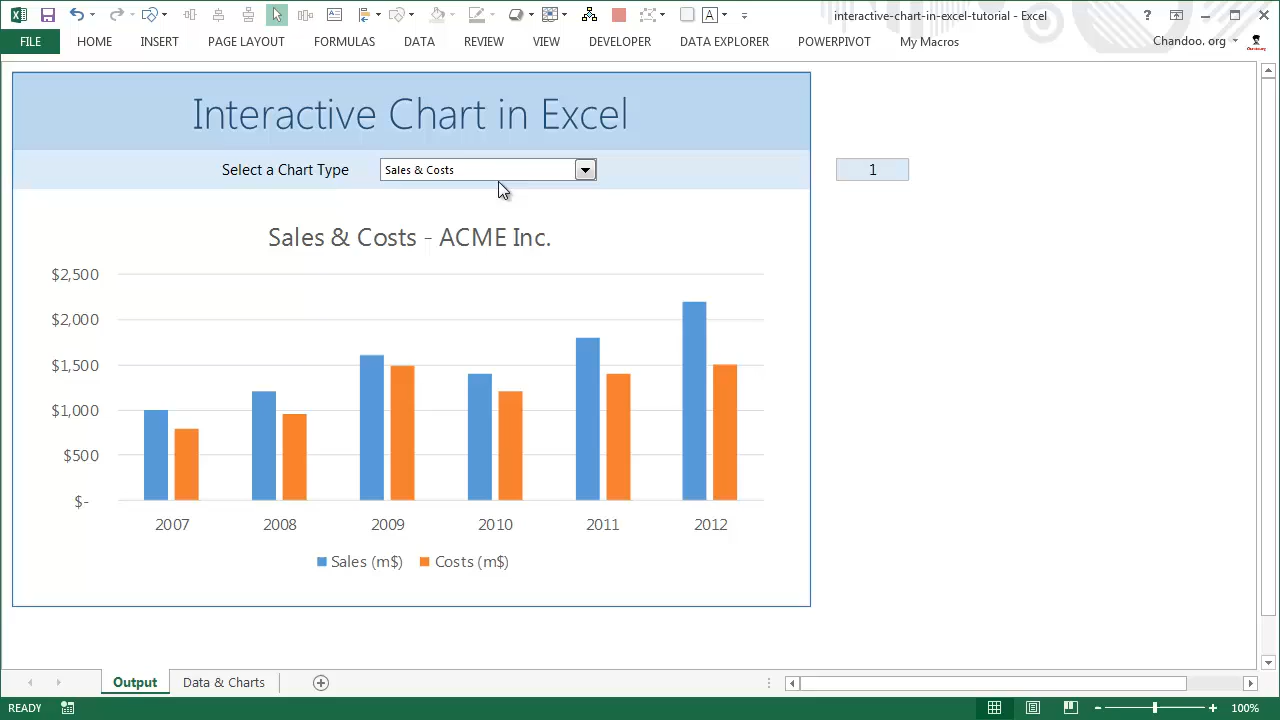 interactive-chart-in-excel-tutorial - Excel
?
FILE HOME INSERT PAGE LAYOUT FORMULAS DATA REVIEW VIEW DEVELOPER DATA EXPLORER POWERPIVOT My Macros Chandoo, org
Interactive Chart in Excel
Select a Chart Type Sales & Costs 1
Sales & Costs - ACME Inc.
$2,500
$2,000
$1,500
$1,000
$500
$-
2007 2008 2009 2010 2011 2012
Sales (m$) Costs (m$)
Output Data & Charts
READY 100%